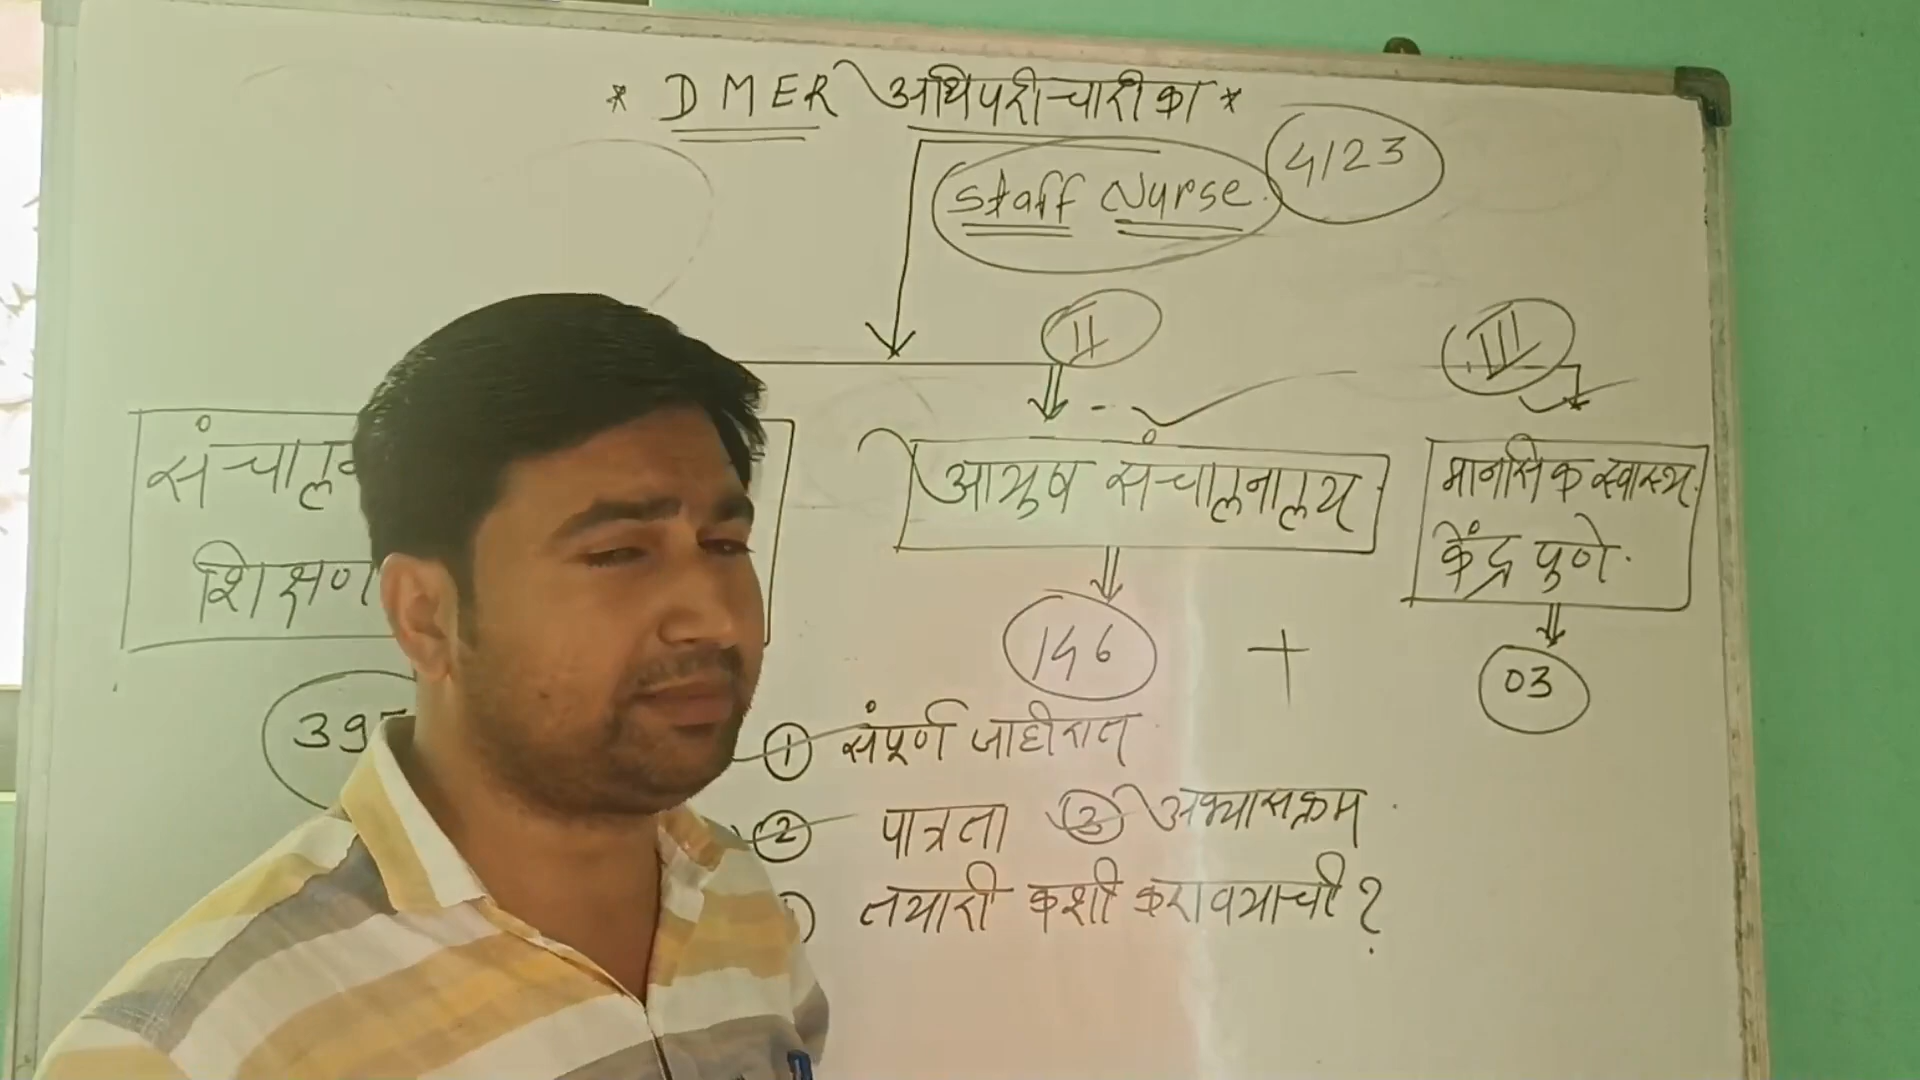 * DMER अधिपरीचारीका *
Staff Nurse. 4123
II III
संचाल
शिक्षण
आयुष संचालनालय
मानसिक स्वास्थ्य.
केंद्र पुणे.
39
146 + 03
① संपूर्ण जाहीरात
② पात्रता ③ अभ्यासक्रम
तयारी कशी करावयाची?